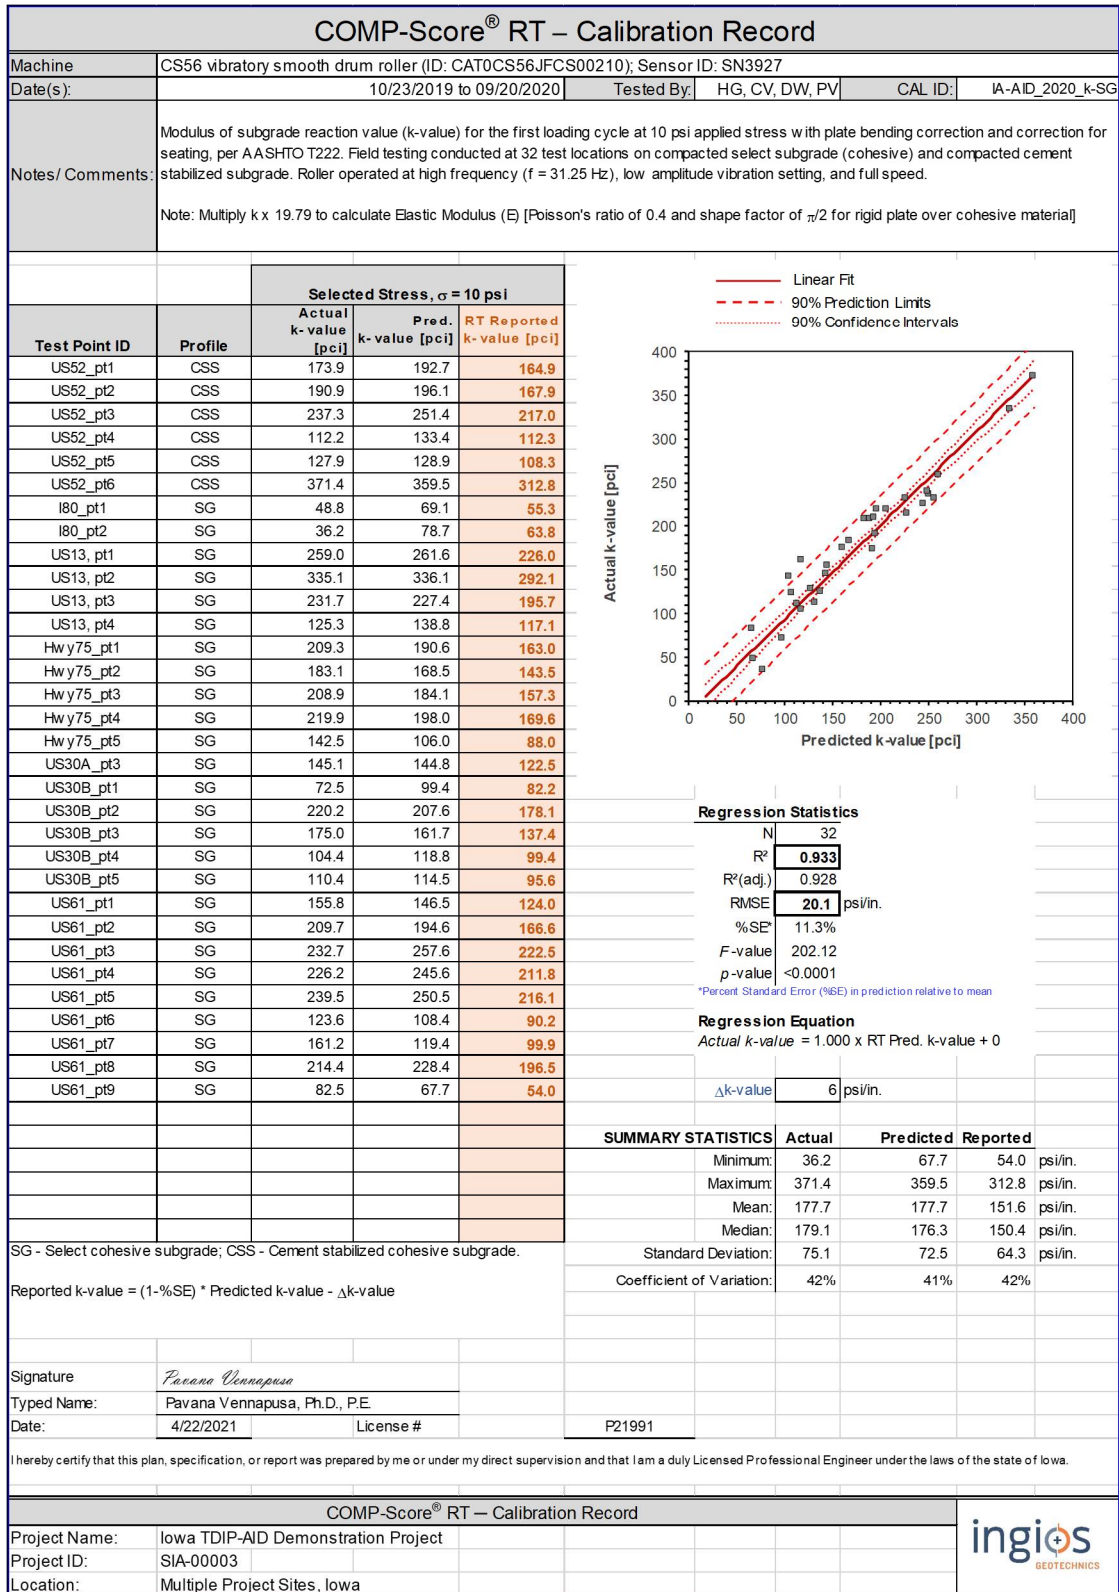 COMP-Score® RT – Calibration Record
Machine CS56 vibratory smooth drum roller (ID: CAT0CS56JFCS00210); Sensor ID: SN3927
Date(s): 10/23/2019 to 09/20/2020 Tested By: HG, CV, DW, PV CAL ID: IA-AID_2020_k-SG
Modulus of subgrade reaction value (k-value) for the first loading cycle at 10 psi applied stress with plate bending correction and correction for
Notes/ Comments: seating, per AASHTO T222. Field testing conducted at 32 test locations on compacted select subgrade (cohesive) and compacted cement
stabilized subgrade. Roller operated at high frequency (f = 31.25 Hz), low amplitude vibration setting, and full speed.
Note: Multiply k x 19.79 to calculate Elastic Modulus (E) [Poisson's ratio of 0.4 and shape factor of π/2 for rigid plate over cohesive material]
Selected Stress, σ = 10 psi
Test Point ID Profile Actual k-value [pci] Pred. k-value [pci] RT Reported k-value [pci]
US52_pt1 CSS 173.9 192.7 164.9
US52_pt2 CSS 190.9 196.1 167.9
US52_pt3 CSS 237.3 251.4 217.0
US52_pt4 CSS 112.2 133.4 112.3
US52_pt5 CSS 127.9 128.9 108.3
US52_pt6 CSS 371.4 359.5 312.8
I80_pt1 SG 48.8 69.1 55.3
I80_pt2 SG 36.2 78.7 63.8
US13, pt1 SG 259.0 261.6 226.0
US13, pt2 SG 335.1 336.1 292.1
US13, pt3 SG 231.7 227.4 195.7
US13, pt4 SG 125.3 138.8 117.1
Hwy75_pt1 SG 209.3 190.6 163.0
Hwy75_pt2 SG 183.1 168.5 143.5
Hwy75_pt3 SG 208.9 184.1 157.3
Hwy75_pt4 SG 219.9 198.0 169.6
Hwy75_pt5 SG 142.5 106.0 88.0
US30A_pt3 SG 145.1 144.8 122.5
US30B_pt1 SG 72.5 99.4 82.2
US30B_pt2 SG 220.2 207.6 178.1
US30B_pt3 SG 175.0 161.7 137.4
US30B_pt4 SG 104.4 118.8 99.4
US30B_pt5 SG 110.4 114.5 95.6
US61_pt1 SG 155.8 146.5 124.0
US61_pt2 SG 209.7 194.6 166.6
US61_pt3 SG 232.7 257.6 222.5
US61_pt4 SG 226.2 245.6 211.8
US61_pt5 SG 239.5 250.5 216.1
US61_pt6 SG 123.6 108.4 90.2
US61_pt7 SG 161.2 119.4 99.9
US61_pt8 SG 214.4 228.4 196.5
US61_pt9 SG 82.5 67.7 54.0
SG - Select cohesive subgrade; CSS - Cement stabilized cohesive subgrade.
Reported k-value = (1-%SE) * Predicted k-value - Δk-value
Linear Fit
90% Prediction Limits
90% Confidence Intervals
Actual k-value [pci]
400
350
300
250
200
150
100
50
0
0 50 100 150 200 250 300 350 400
Predicted k-value [pci]
Regression Statistics
N 32
R² 0.933
R²(adj.) 0.928
RMSE 20.1 psi/in.
%SE* 11.3%
F-value 202.12
p-value <0.0001
*Percent Standard Error (%SE) in prediction relative to mean
Regression Equation
Actual k-value = 1.000 x RT Pred. k-value + 0
Δk-value 6 psi/in.
SUMMARY STATISTICS Actual Predicted Reported
Minimum: 36.2 67.7 54.0 psi/in.
Maximum: 371.4 359.5 312.8 psi/in.
Mean: 177.7 177.7 151.6 psi/in.
Median: 179.1 176.3 150.4 psi/in.
Standard Deviation: 75.1 72.5 64.3 psi/in.
Coefficient of Variation: 42% 41% 42%
Signature Pavana Vennapusa
Typed Name: Pavana Vennapusa, Ph.D., P.E.
Date: 4/22/2021 License # P21991
I hereby certify that this plan, specification, or report was prepared by me or under my direct supervision and that I am a duly Licensed Professional Engineer under the laws of the state of Iowa.
COMP-Score® RT — Calibration Record
Project Name: Iowa TDIP-AID Demonstration Project
Project ID: SIA-00003
Location: Multiple Project Sites, Iowa
ingios
GEOTECHNICS